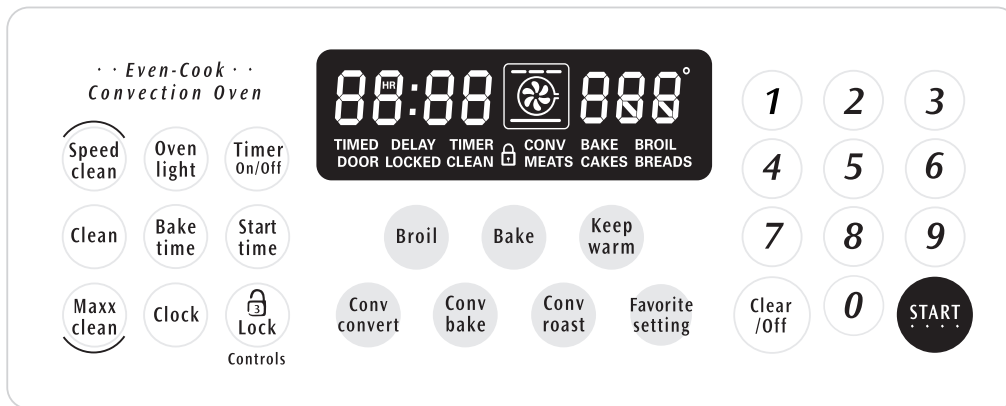 · · Even-Cook · ·
Convection Oven
Speed
clean
Oven
light
Timer
On/Off
Clean
Bake
time
Start
time
Maxx
clean
Clock
3
Lock
Controls
88:88 888°
HR
TIMED DELAY TIMER CONV BAKE BROIL
DOOR LOCKED CLEAN MEATS CAKES BREADS
Broil
Bake
Keep
warm
Conv
convert
Conv
bake
Conv
roast
Favorite
setting
1 2 3
4 5 6
7 8 9
Clear
/Off
0
START